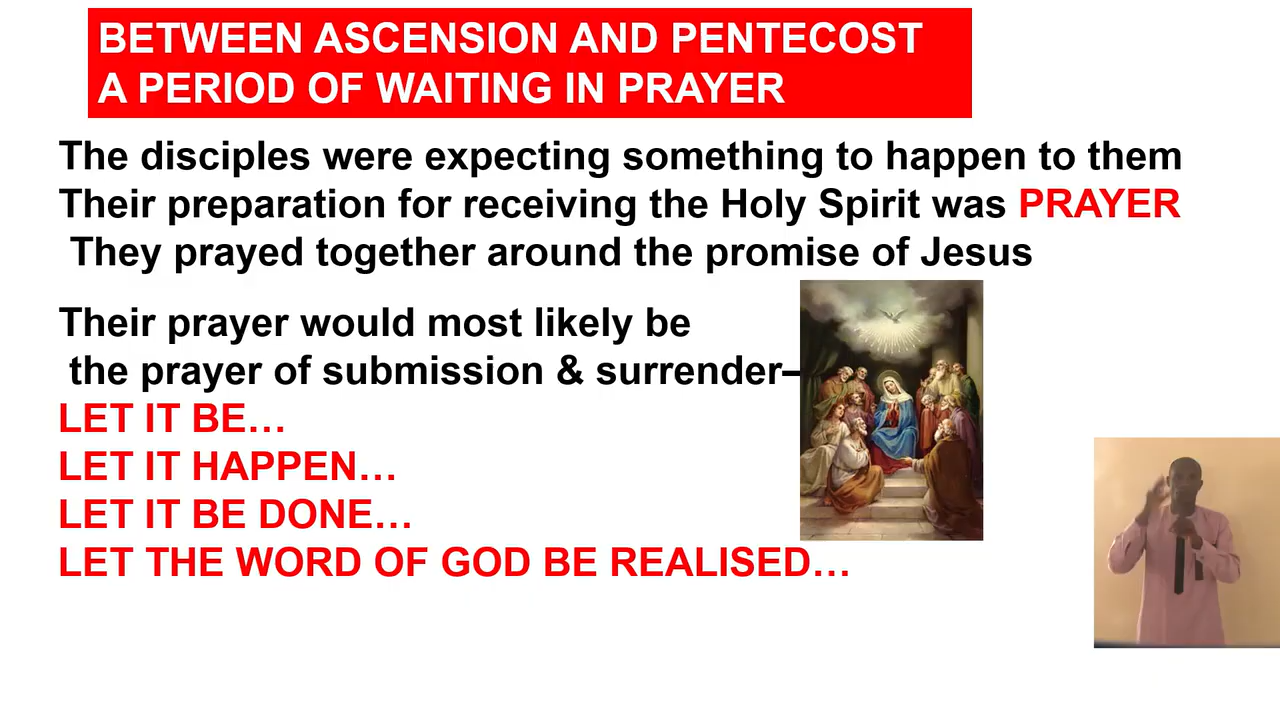 BETWEEN ASCENSION AND PENTECOST
A PERIOD OF WAITING IN PRAYER
The disciples were expecting something to happen to them
Their preparation for receiving the Holy Spirit was PRAYER
They prayed together around the promise of Jesus
Their prayer would most likely be
the prayer of submission & surrender–
LET IT BE…
LET IT HAPPEN…
LET IT BE DONE…
LET THE WORD OF GOD BE REALISED…